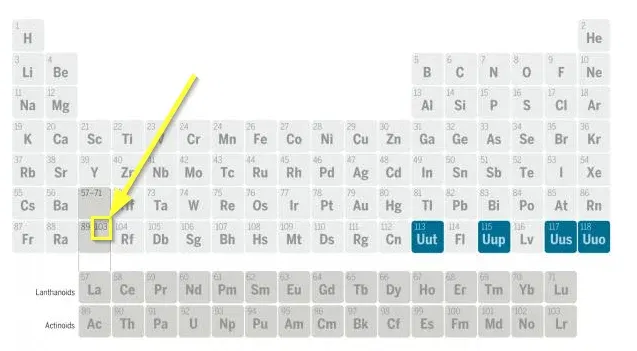 1 2
H He
3 4 5 6 7 8 9 10
Li Be B C N O F Ne
11 12 13 14 15 16 17 18
Na Mg Al Si P S Cl Ar
19 20 21 22 23 24 25 26 27 28 29 30 31 32 33 34 35 36
K Ca Sc Ti Cr Mn Fe Co Ni Cu Zn Ga Ge As Se Br Kr
37 38 39 40 41 42 43 44 45 46 47 48 49 50 51 52 53 54
Rb Sr Y Zr Nb Mo Tc Ru Rh Pd Ag Cd In Sn Sb Te I Xe
55 56 57-71 73 74 75 76 77 78 79 80 81 82 83 84 85 86
Cs Ba Ta W Re Os Ir Pt Au Hg Tl Pb Bi Po At Rn
87 88 89 103 104 105 106 107 108 109 110 111 112 113 114 115 116 117 118
Fr Ra Rf Db Sg Bh Hs Mt Ds Rg Cn Uut Fl Uup Lv Uus Uuo
57 58 59 60 61 62 63 64 65 66 67 68 69 70 71
Lanthanoids La Ce Pr Nd Pm Sm Eu Gd Tb Dy Ho Er Tm Yb Lu
89 90 91 92 93 94 95 96 97 98 99 100 101 102 103
Actinoids Ac Th Pa U Np Pu Am Cm Bk Cf Es Fm Md No Lr